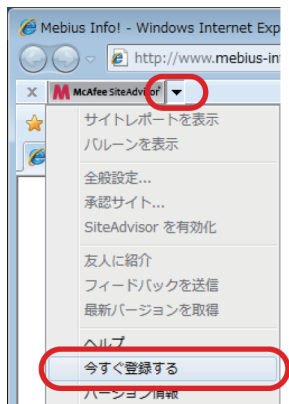 Mebius Info! - Windows Internet Exp
http://www.mebius-in
McAfee SiteAdvisor
サイトレポートを表示
バルーンを表示
全般設定...
承認サイト...
SiteAdvisor を有効化
友人に紹介
フィードバックを送信
最新バージョンを取得
ヘルプ
今すぐ登録する
バージョン情報